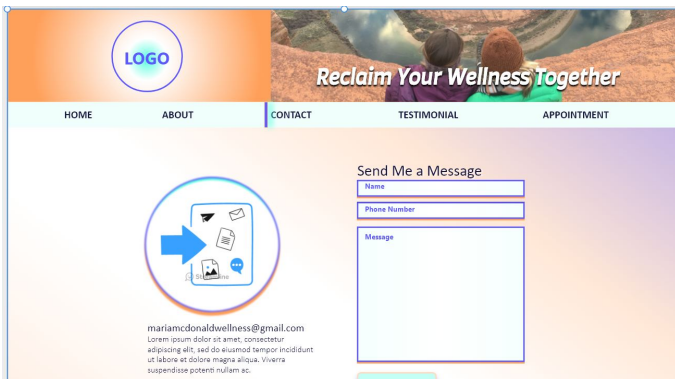 LOGO
Reclaim Your Wellness Together
HOME ABOUT CONTACT TESTIMONIAL APPOINTMENT
Send Me a Message
Name
Phone Number
Message
mariamcdonaldwellness@gmail.com
Lorem ipsum dolor sit amet, consectetur
adipiscing elit, sed do eiusmod tempor incididunt
ut labore et dolore magna aliqua. Viverra
suspendisse potenti nullam ac.